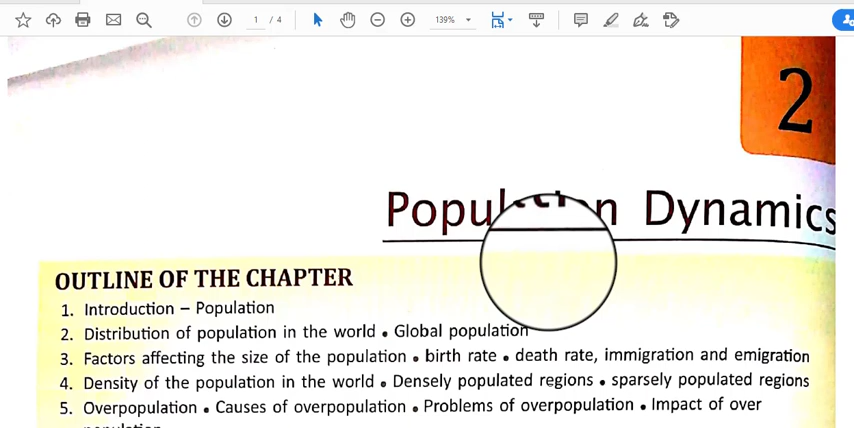 1 / 4
139%
2
Population Dynamics
OUTLINE OF THE CHAPTER
1. Introduction – Population
2. Distribution of population in the world • Global population
3. Factors affecting the size of the population • birth rate • death rate, immigration and emigration
4. Density of the population in the world • Densely populated regions • sparsely populated regions
5. Overpopulation • Causes of overpopulation • Problems of overpopulation • Impact of over
population